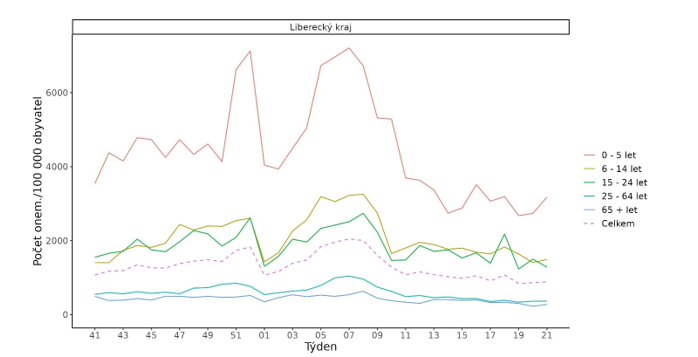 Liberecký kraj
Počet onem./100 000 obyvatel
6000
4000
2000
0
41 43 45 47 49 51 01 03 05 07 09 11 13 15 17 19 21
Týden
0 - 5 let
6 - 14 let
15 - 24 let
25 - 64 let
65 + let
Celkem